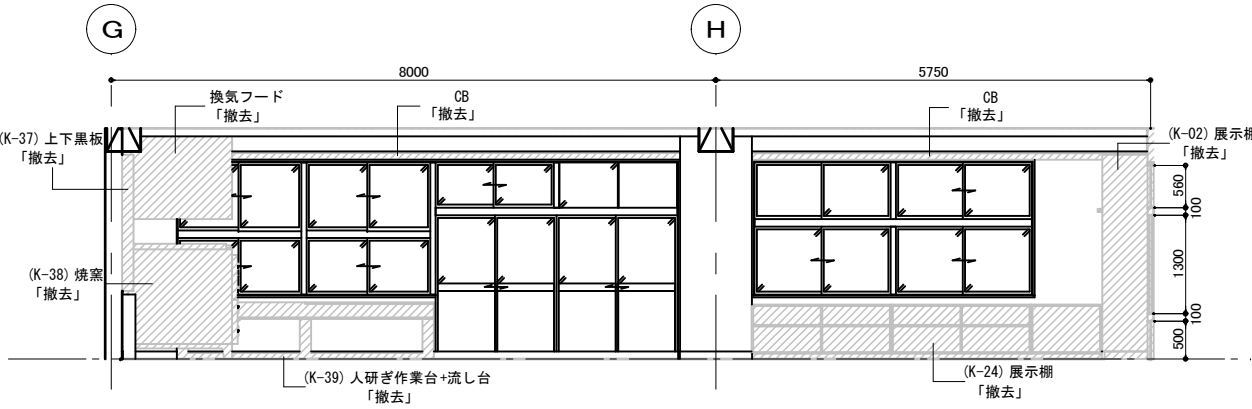 G
H
8000
5750
換気フード
「撤去」
CB
「撤去」
CB
「撤去」
(K-37) 上下黒板
「撤去」
(K-02) 展示棚
「撤去」
560
100
1300
100
500
(K-38) 焼窯
「撤去」
(K-39) 人研ぎ作業台+流し台
「撤去」
(K-24) 展示棚
「撤去」